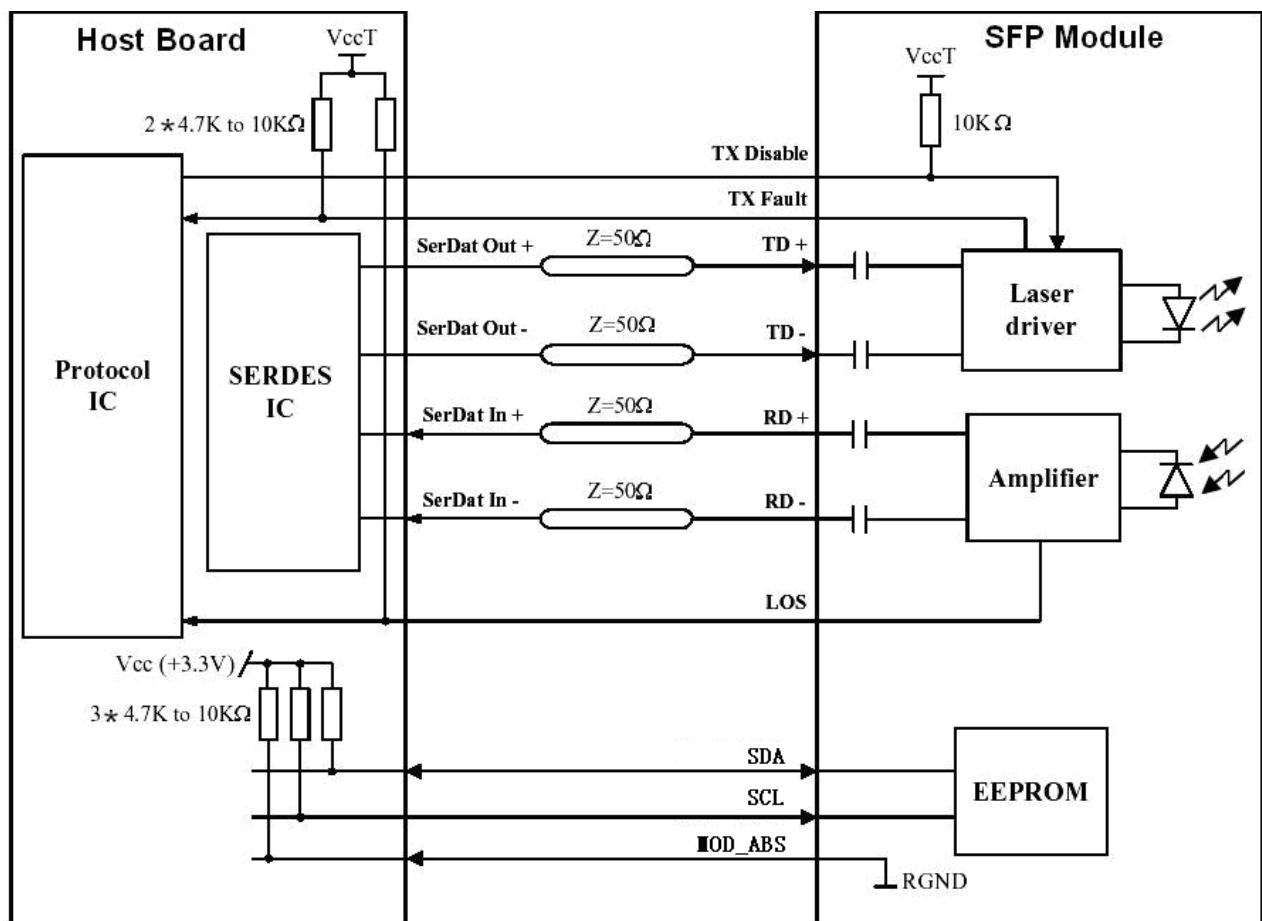 Host Board
SFP Module
VccT
VccT
2*4.7K to 10KΩ
10KΩ
TX Disable
TX Fault
SerDat Out +
Z=50Ω
TD +
Laser
driver
SerDat Out -
Z=50Ω
TD -
Protocol
IC
SERDES
IC
SerDat In +
Z=50Ω
RD +
Amplifier
SerDat In -
Z=50Ω
RD -
LOS
Vcc (+3.3V)
3*4.7K to 10KΩ
SDA
SCL
EEPROM
MOD_ABS
RGND